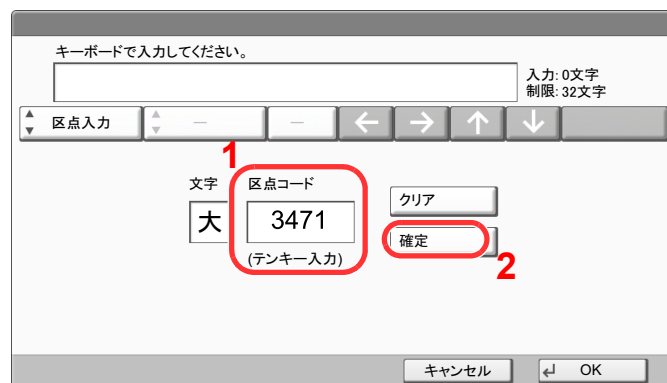 キーボードで入力してください。
入力: 0文字
制限: 32文字
区点入力 － － ← → ↑ ↓
1
文字 区点コード
クリア
大 3471
確定
(テンキー入力)
2
キャンセル ↵ OK